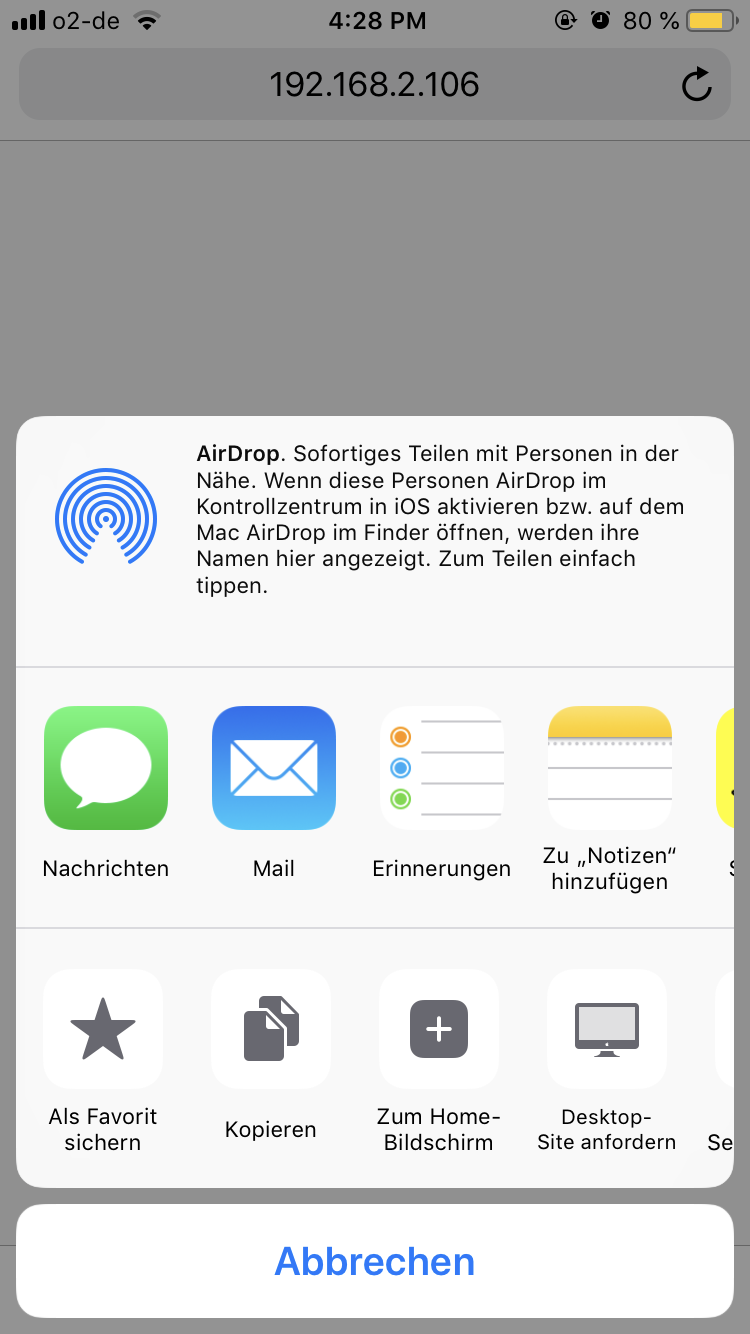 o2-de 4:28 PM 80 %
192.168.2.106
AirDrop. Sofortiges Teilen mit Personen in der
Nähe. Wenn diese Personen AirDrop im
Kontrollzentrum in iOS aktivieren bzw. auf dem
Mac AirDrop im Finder öffnen, werden ihre
Namen hier angezeigt. Zum Teilen einfach
tippen.
Nachrichten
Mail
Erinnerungen
Zu „Notizen“
hinzufügen
Als Favorit
sichern
Kopieren
Zum Home-
Bildschirm
Desktop-
Site anfordern
Abbrechen